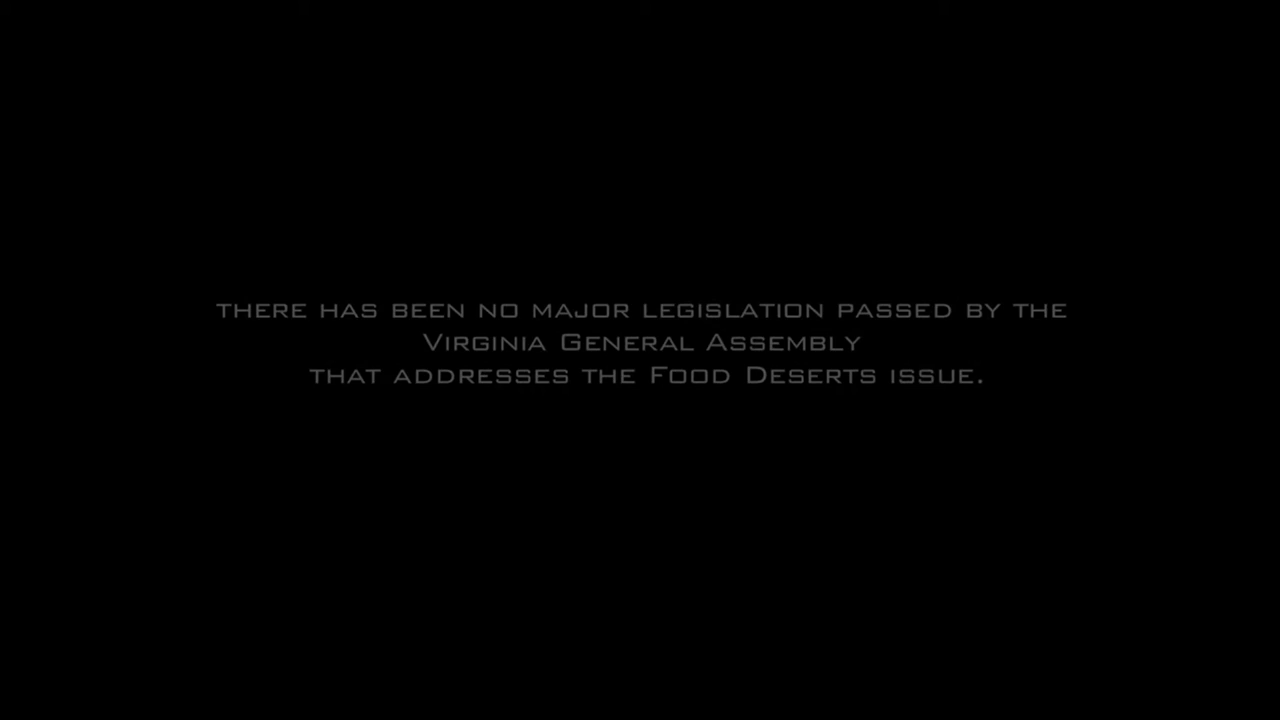 THERE HAS BEEN NO MAJOR LEGISLATION PASSED BY THE
VIRGINIA GENERAL ASSEMBLY
THAT ADDRESSES THE FOOD DESERTS ISSUE.